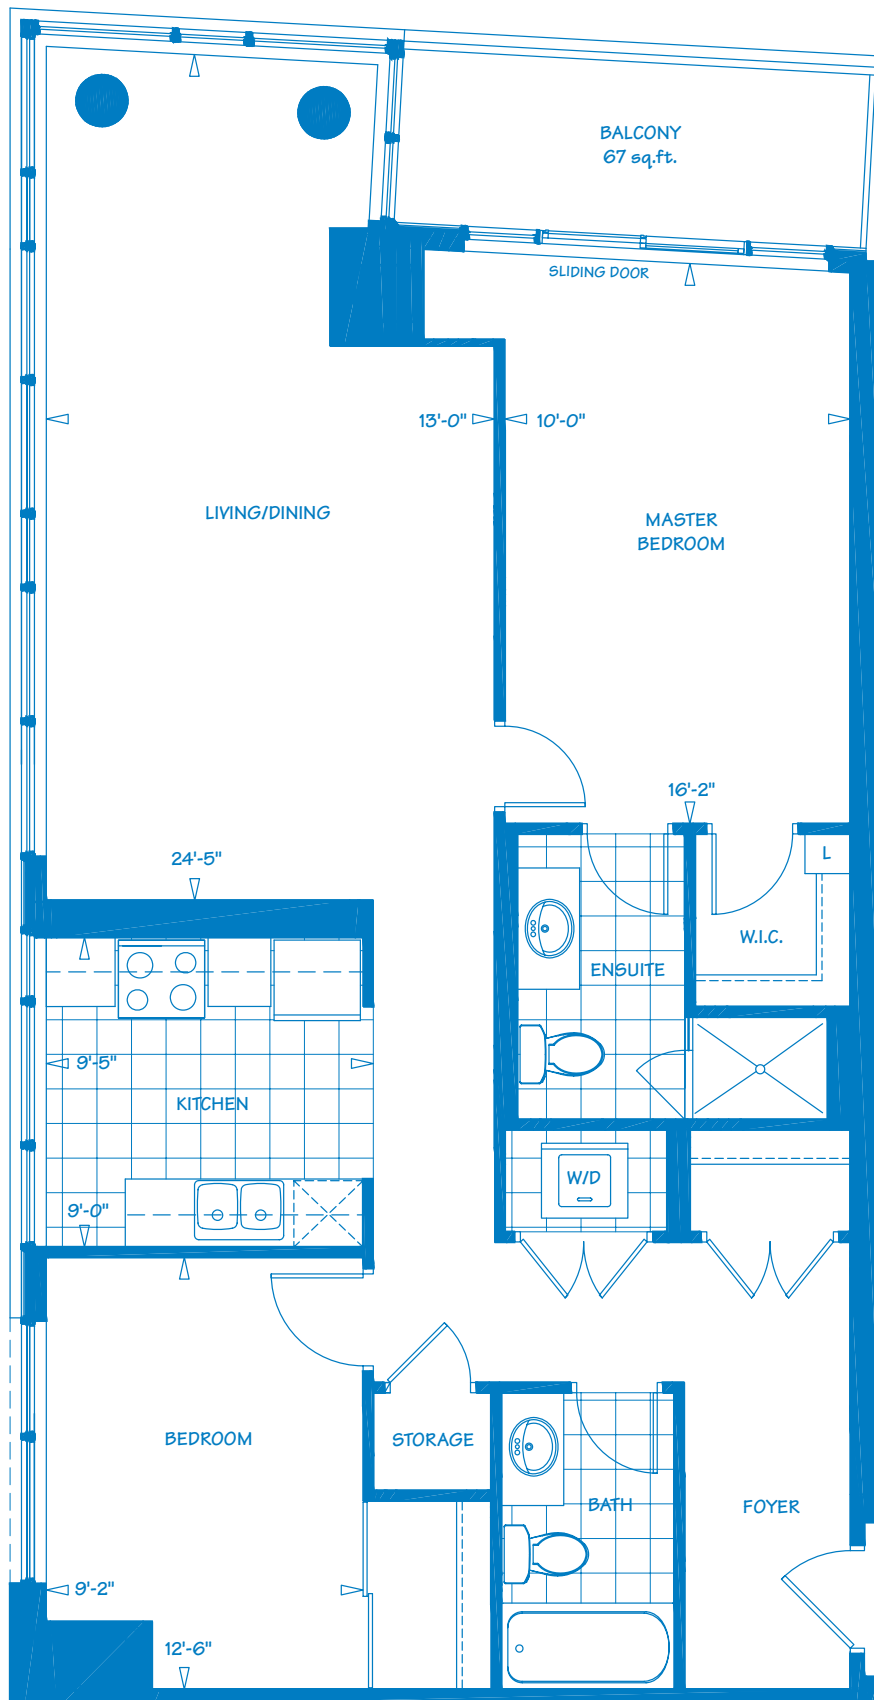 BALCONY
67 sq.ft.
SLIDING DOOR
13'-0" 10'-0"
LIVING/DINING
MASTER
BEDROOM
16'-2"
24'-5"
L
W.I.C.
ENSUITE
9'-5"
KITCHEN
W/D
9'-0"
BEDROOM
STORAGE
BATH
FOYER
9'-2"
12'-6"